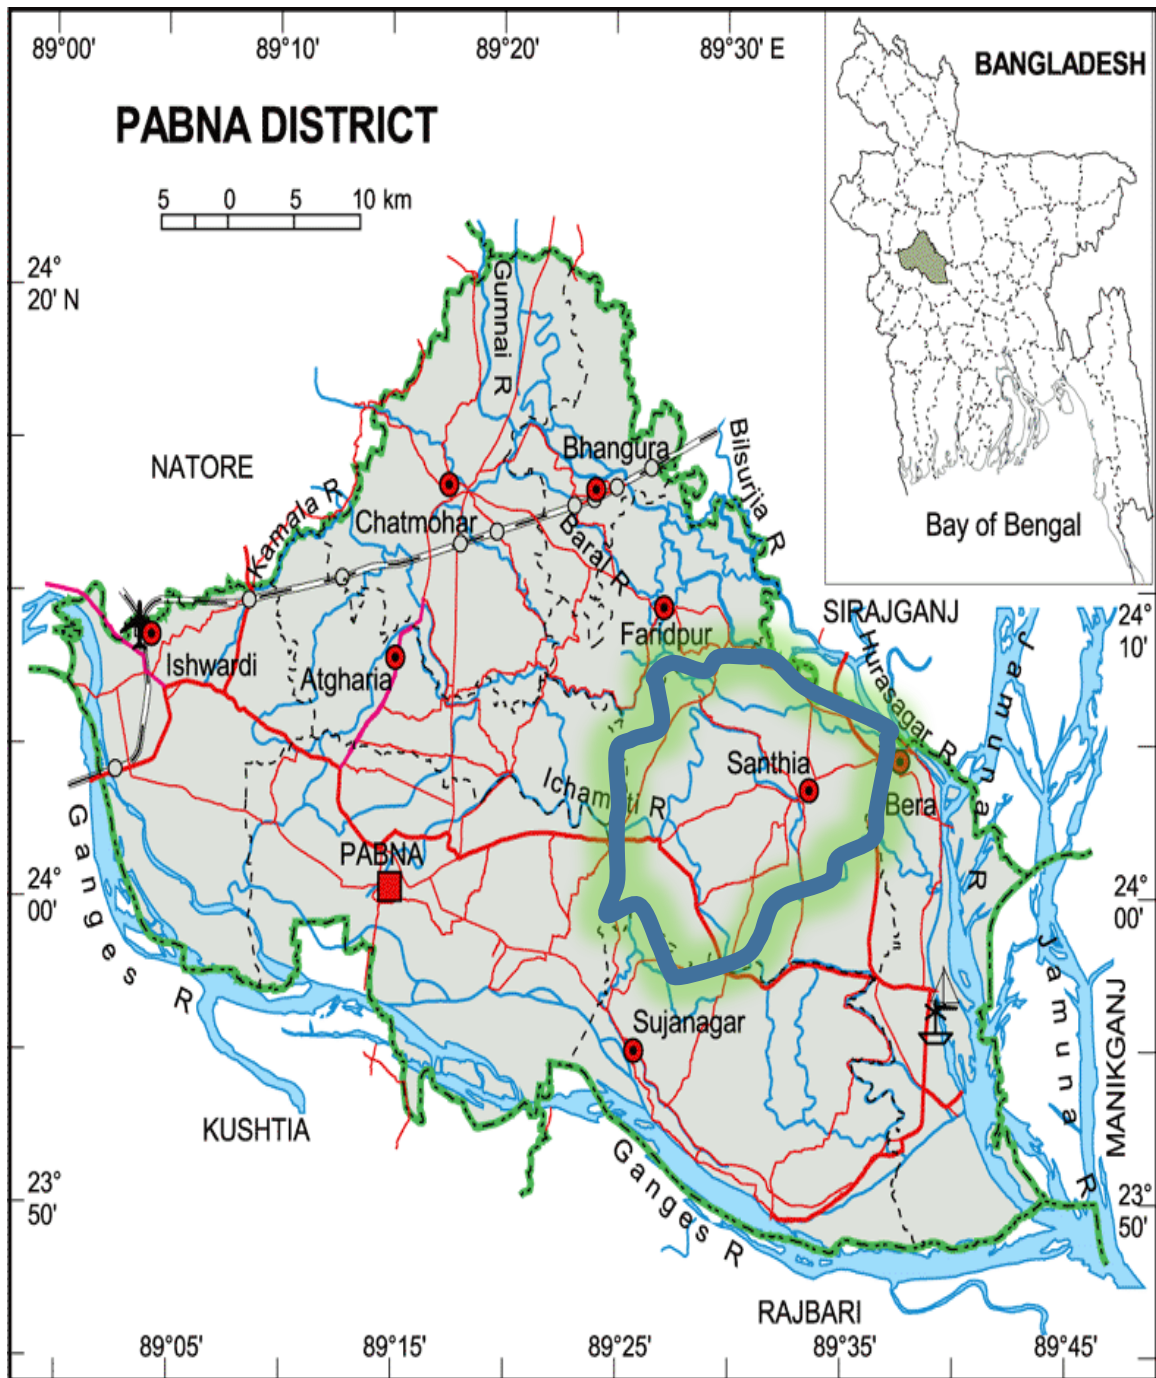 89°00'
89°10'
89°20'
89°30' E
BANGLADESH
PABNA DISTRICT
5 0 5 10 km
24°
20' N
Gumnai R
Bhangura
Bilsurjia R
NATORE
Kamala R
Chatmohar
Baral R
Bay of Bengal
SIRAJGANJ
24°
10'
Faridpur
Ishwardi
Atgharia
Hurasagar R
Jamuna R
Santhia
Ichamati R
Bera
Ganges R
PABNA
24°
00'
24°
00'
Jamuna R
MANIKGANJ
Sujanagar
KUSHTIA
Ganges R
23°
50'
23°
50'
RAJBARI
89°05'
89°15'
89°25'
89°35'
89°45'